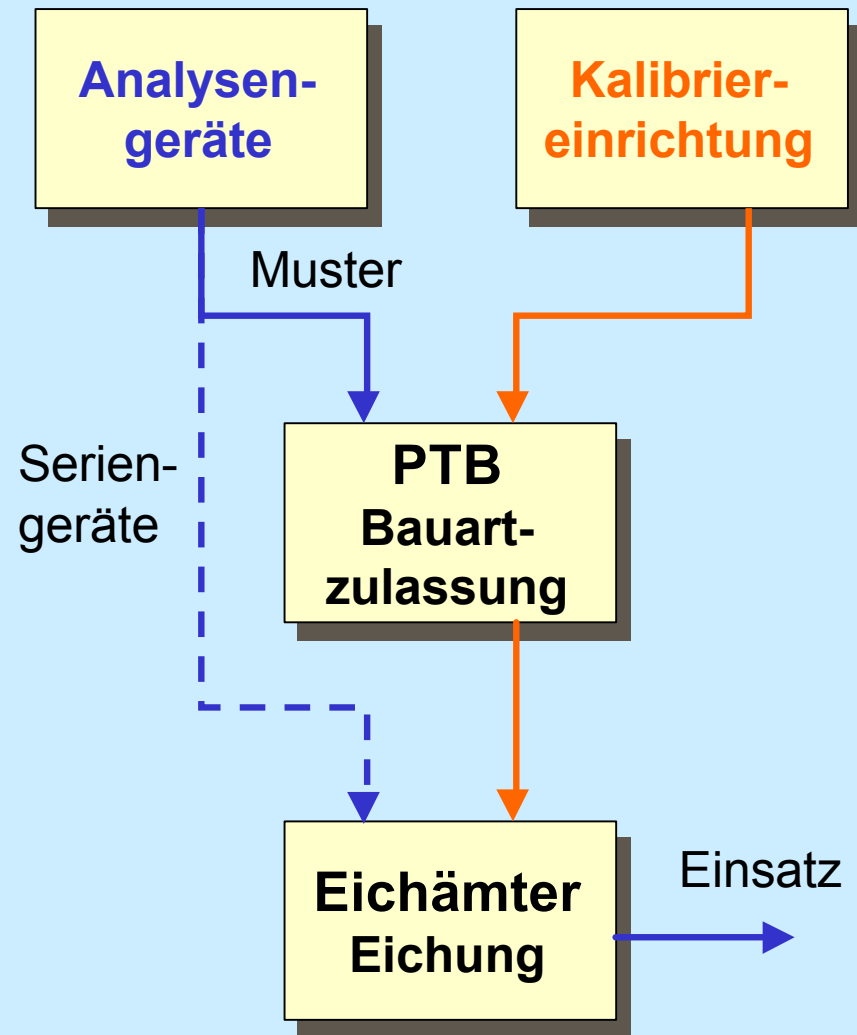 Analysen-
geräte
Kalibrier-
einrichtung
Muster
Serien-
geräte
PTB
Bauart-
zulassung
Eichämter
Eichung
Einsatz